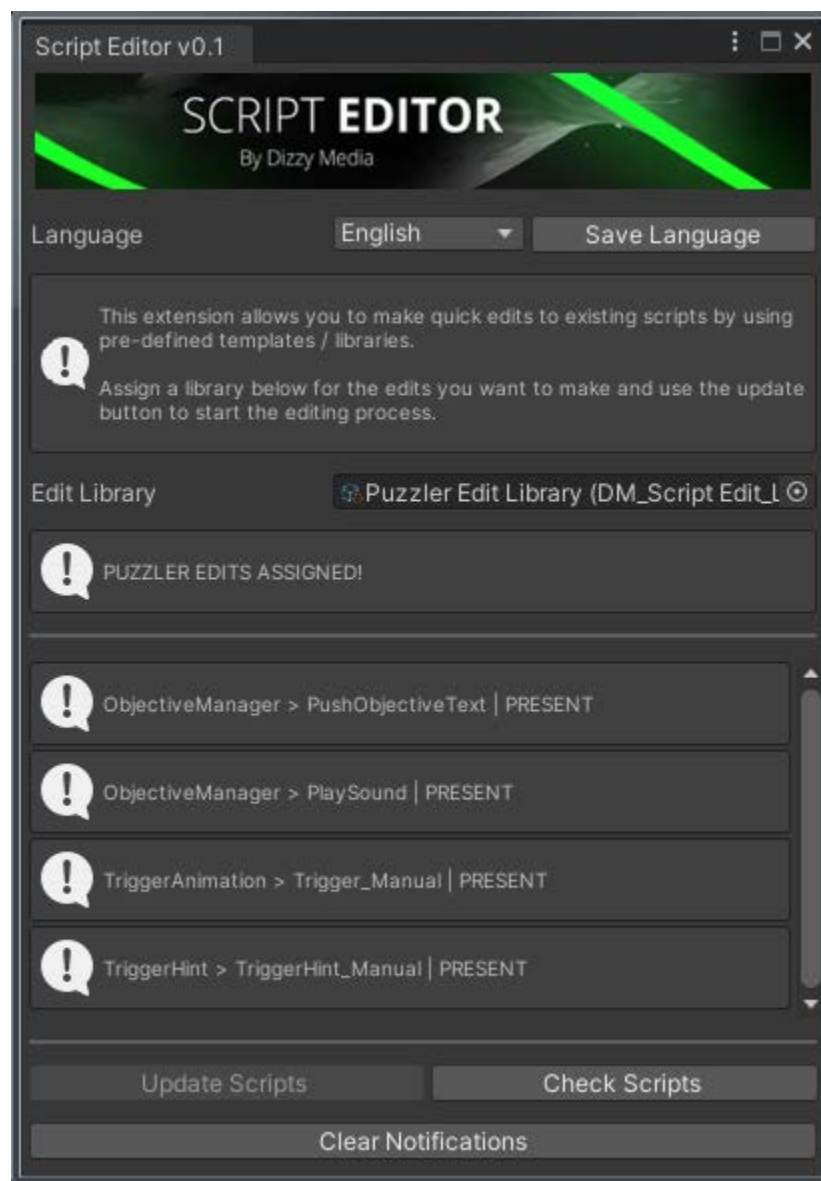 Script Editor v0.1
SCRIPT EDITOR
By Dizzy Media
Language
English
Save Language
This extension allows you to make quick edits to existing scripts by using
pre-defined templates / libraries.
Assign a library below for the edits you want to make and use the update
button to start the editing process.
Edit Library
Puzzler Edit Library (DM_Script Edit_L
PUZZLER EDITS ASSIGNED!
ObjectiveManager > PushObjectiveText | PRESENT
ObjectiveManager > PlaySound | PRESENT
TriggerAnimation > Trigger_Manual | PRESENT
TriggerHint > TriggerHint_Manual | PRESENT
Update Scripts
Check Scripts
Clear Notifications